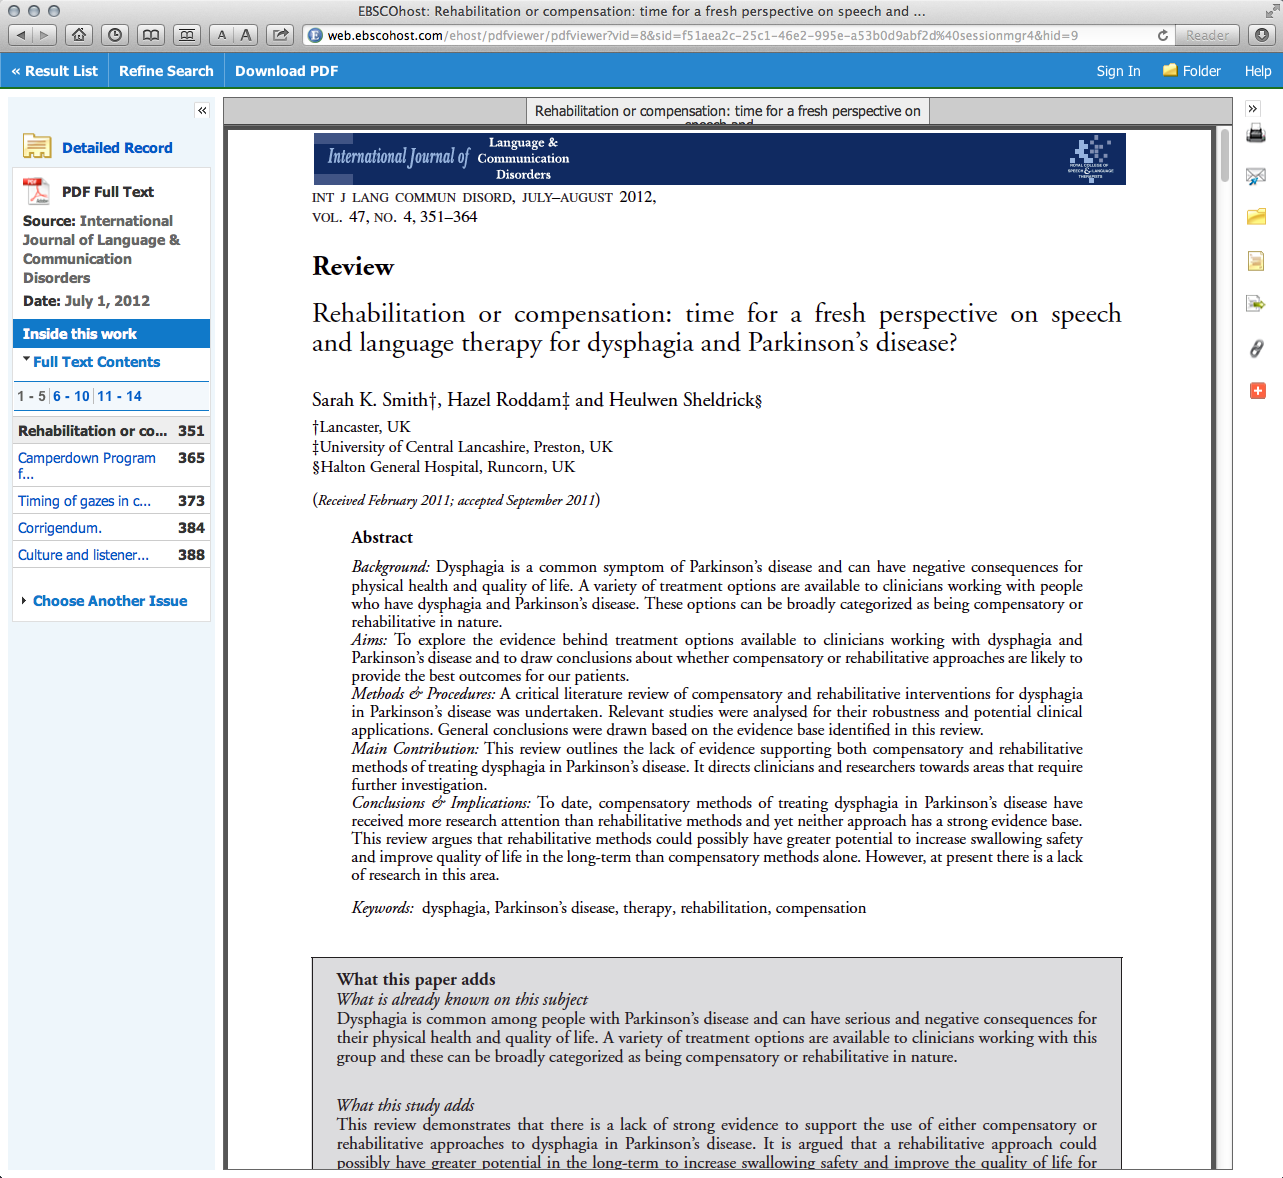 EBSCOhost: Rehabilitation or compensation: time for a fresh perspective on speech and ...
A A
web.ebscohost.com/ehost/pdfviewer/pdfviewer?vid=8&sid=f51aea2c-25c1-46e2-995e-a53b0d9abf2d%40sessionmgr4&hid=9
Reader
« Result List
Refine Search
Download PDF
Sign In
Folder
Help
«
Detailed Record
PDF Full Text
Source: International
Journal of Language &
Communication
Disorders
Date: July 1, 2012
Inside this work
Full Text Contents
1 - 5 | 6 - 10 | 11 - 14
Rehabilitation or co... 351
Camperdown Program 365
f...
Timing of gazes in c... 373
Corrigendum. 384
Culture and listener... 388
Choose Another Issue
Rehabilitation or compensation: time for a fresh perspective on
speech and
»
International Journal of
Language &
Communication
Disorders
ROYAL COLLEGE OF
SPEECH & LANGUAGE
THERAPISTS
INT J LANG COMMUN DISORD, JULY–AUGUST 2012,
VOL. 47, NO. 4, 351–364
Review
Rehabilitation or compensation: time for a fresh perspective on speech
and language therapy for dysphagia and Parkinson's disease?
Sarah K. Smith†, Hazel Roddam‡ and Heulwen Sheldrick§
†Lancaster, UK
‡University of Central Lancashire, Preston, UK
§Halton General Hospital, Runcorn, UK
(Received February 2011; accepted September 2011)
Abstract
Background: Dysphagia is a common symptom of Parkinson's disease and can have negative consequences for
physical health and quality of life. A variety of treatment options are available to clinicians working with people
who have dysphagia and Parkinson's disease. These options can be broadly categorized as being compensatory or
rehabilitative in nature.
Aims: To explore the evidence behind treatment options available to clinicians working with dysphagia and
Parkinson's disease and to draw conclusions about whether compensatory or rehabilitative approaches are likely to
provide the best outcomes for our patients.
Methods & Procedures: A critical literature review of compensatory and rehabilitative interventions for dysphagia
in Parkinson's disease was undertaken. Relevant studies were analysed for their robustness and potential clinical
applications. General conclusions were drawn based on the evidence base identified in this review.
Main Contribution: This review outlines the lack of evidence supporting both compensatory and rehabilitative
methods of treating dysphagia in Parkinson's disease. It directs clinicians and researchers towards areas that require
further investigation.
Conclusions & Implications: To date, compensatory methods of treating dysphagia in Parkinson's disease have
received more research attention than rehabilitative methods and yet neither approach has a strong evidence base.
This review argues that rehabilitative methods could possibly have greater potential to increase swallowing safety
and improve quality of life in the long-term than compensatory methods alone. However, at present there is a lack
of research in this area.
Keywords: dysphagia, Parkinson's disease, therapy, rehabilitation, compensation
What this paper adds
What is already known on this subject
Dysphagia is common among people with Parkinson's disease and can have serious and negative consequences for
their physical health and quality of life. A variety of treatment options are available to clinicians working with this
group and these can be broadly categorized as being compensatory or rehabilitative in nature.
What this study adds
This review demonstrates that there is a lack of strong evidence to support the use of either compensatory or
rehabilitative approaches to dysphagia in Parkinson's disease. It is argued that a rehabilitative approach could
possibly have greater potential in the long-term to increase swallowing safety and improve the quality of life for